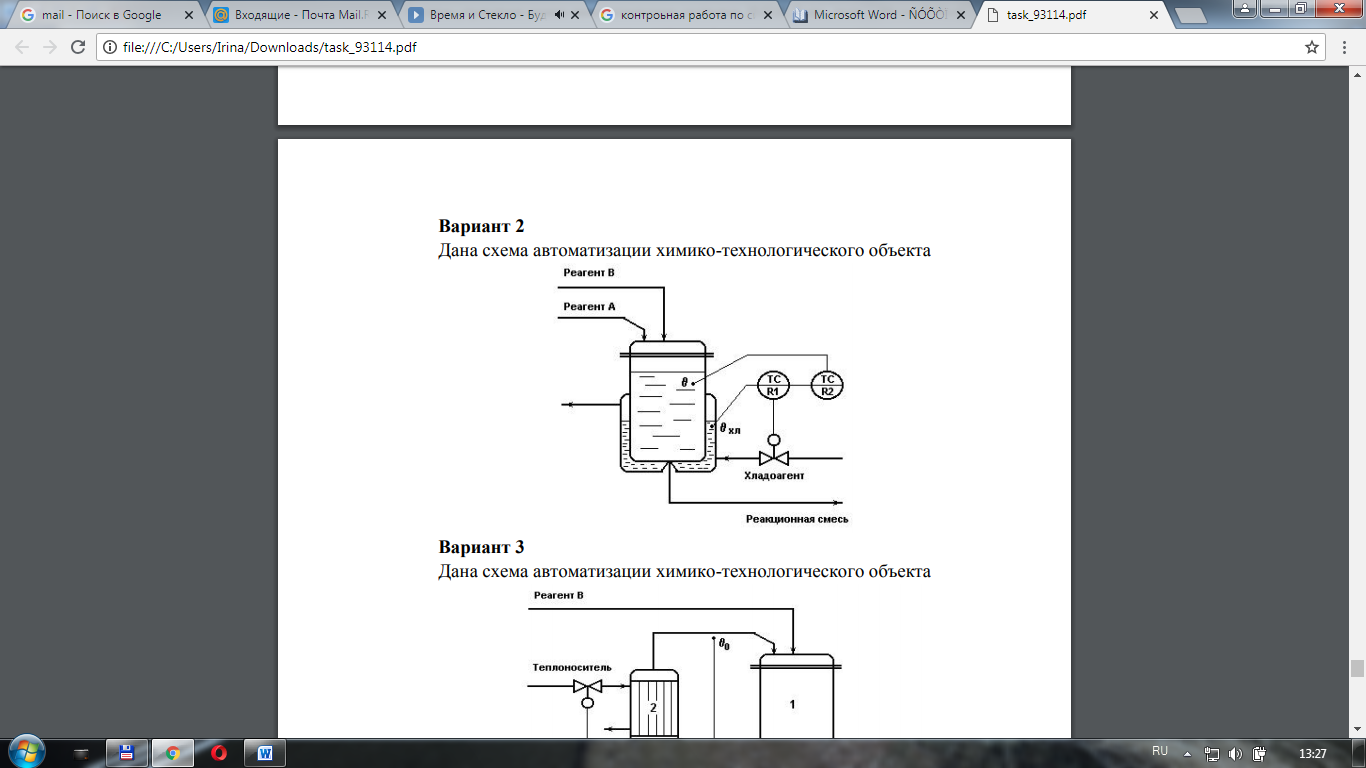 mail - Поиск в Google
Входящие - Почта Mail.R
Время и Стекло - Буд
контровьная работа по с
Microsoft Word - ÑÓÕÒ
task_93114.pdf
file:///C:/Users/Irina/Downloads/task_93114.pdf
Вариант 2
Дана схема автоматизации химико-технологического объекта
Реагент В
Реагент А
θ
TC R1
TC R2
θ хл
Хладоагент
Реакционная смесь
Вариант 3
Дана схема автоматизации химико-технологического объекта
Реагент В
θ0
Теплоноситель
2
1
RU
13:27